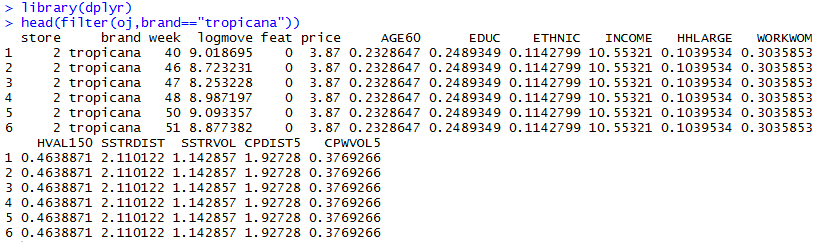 > library(dplyr)
> head(filter(oj,brand=="tropicana"))
  store     brand week  logmove feat price     AGE60      EDUC    ETHNIC   INCOME   HHLARGE   WORKWOM
1     2 tropicana   40 9.018695    0  3.87 0.2328647 0.2489349 0.1142799 10.55321 0.1039534 0.3035853
2     2 tropicana   46 8.723231    0  3.87 0.2328647 0.2489349 0.1142799 10.55321 0.1039534 0.3035853
3     2 tropicana   47 8.253228    0  3.87 0.2328647 0.2489349 0.1142799 10.55321 0.1039534 0.3035853
4     2 tropicana   48 8.987197    0  3.87 0.2328647 0.2489349 0.1142799 10.55321 0.1039534 0.3035853
5     2 tropicana   50 9.093357    0  3.87 0.2328647 0.2489349 0.1142799 10.55321 0.1039534 0.3035853
6     2 tropicana   51 8.877382    0  3.87 0.2328647 0.2489349 0.1142799 10.55321 0.1039534 0.3035853
    HVAL150 SSTRDIST  SSTRVOL CPDIST5   CPWVOL5
1 0.4638871 2.110122 1.142857 1.92728 0.3769266
2 0.4638871 2.110122 1.142857 1.92728 0.3769266
3 0.4638871 2.110122 1.142857 1.92728 0.3769266
4 0.4638871 2.110122 1.142857 1.92728 0.3769266
5 0.4638871 2.110122 1.142857 1.92728 0.3769266
6 0.4638871 2.110122 1.142857 1.92728 0.3769266